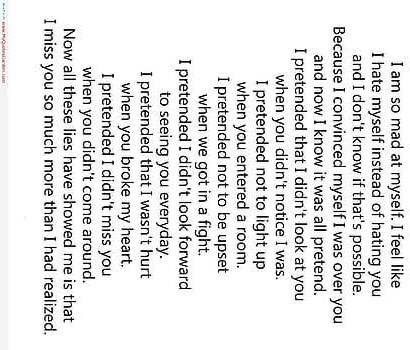 I am so mad at myself. I feel like
I hate myself instead of hating you
and I don't know if that's possible.
Because I convinced myself I was over you
and now I know it was all pretend.
I pretended that I didn't look at you
when you didn't notice I was.
I pretended not to light up
when you entered a room.
I pretended not to be upset
when we got in a fight.
I pretended I didn't look forward
to seeing you everyday.
I pretended that I wasn't hurt
when you broke my heart.
I pretended I didn't miss you
when you didn't come around.
Now all these lies have showed me is that
I miss you so much more than I had realized.